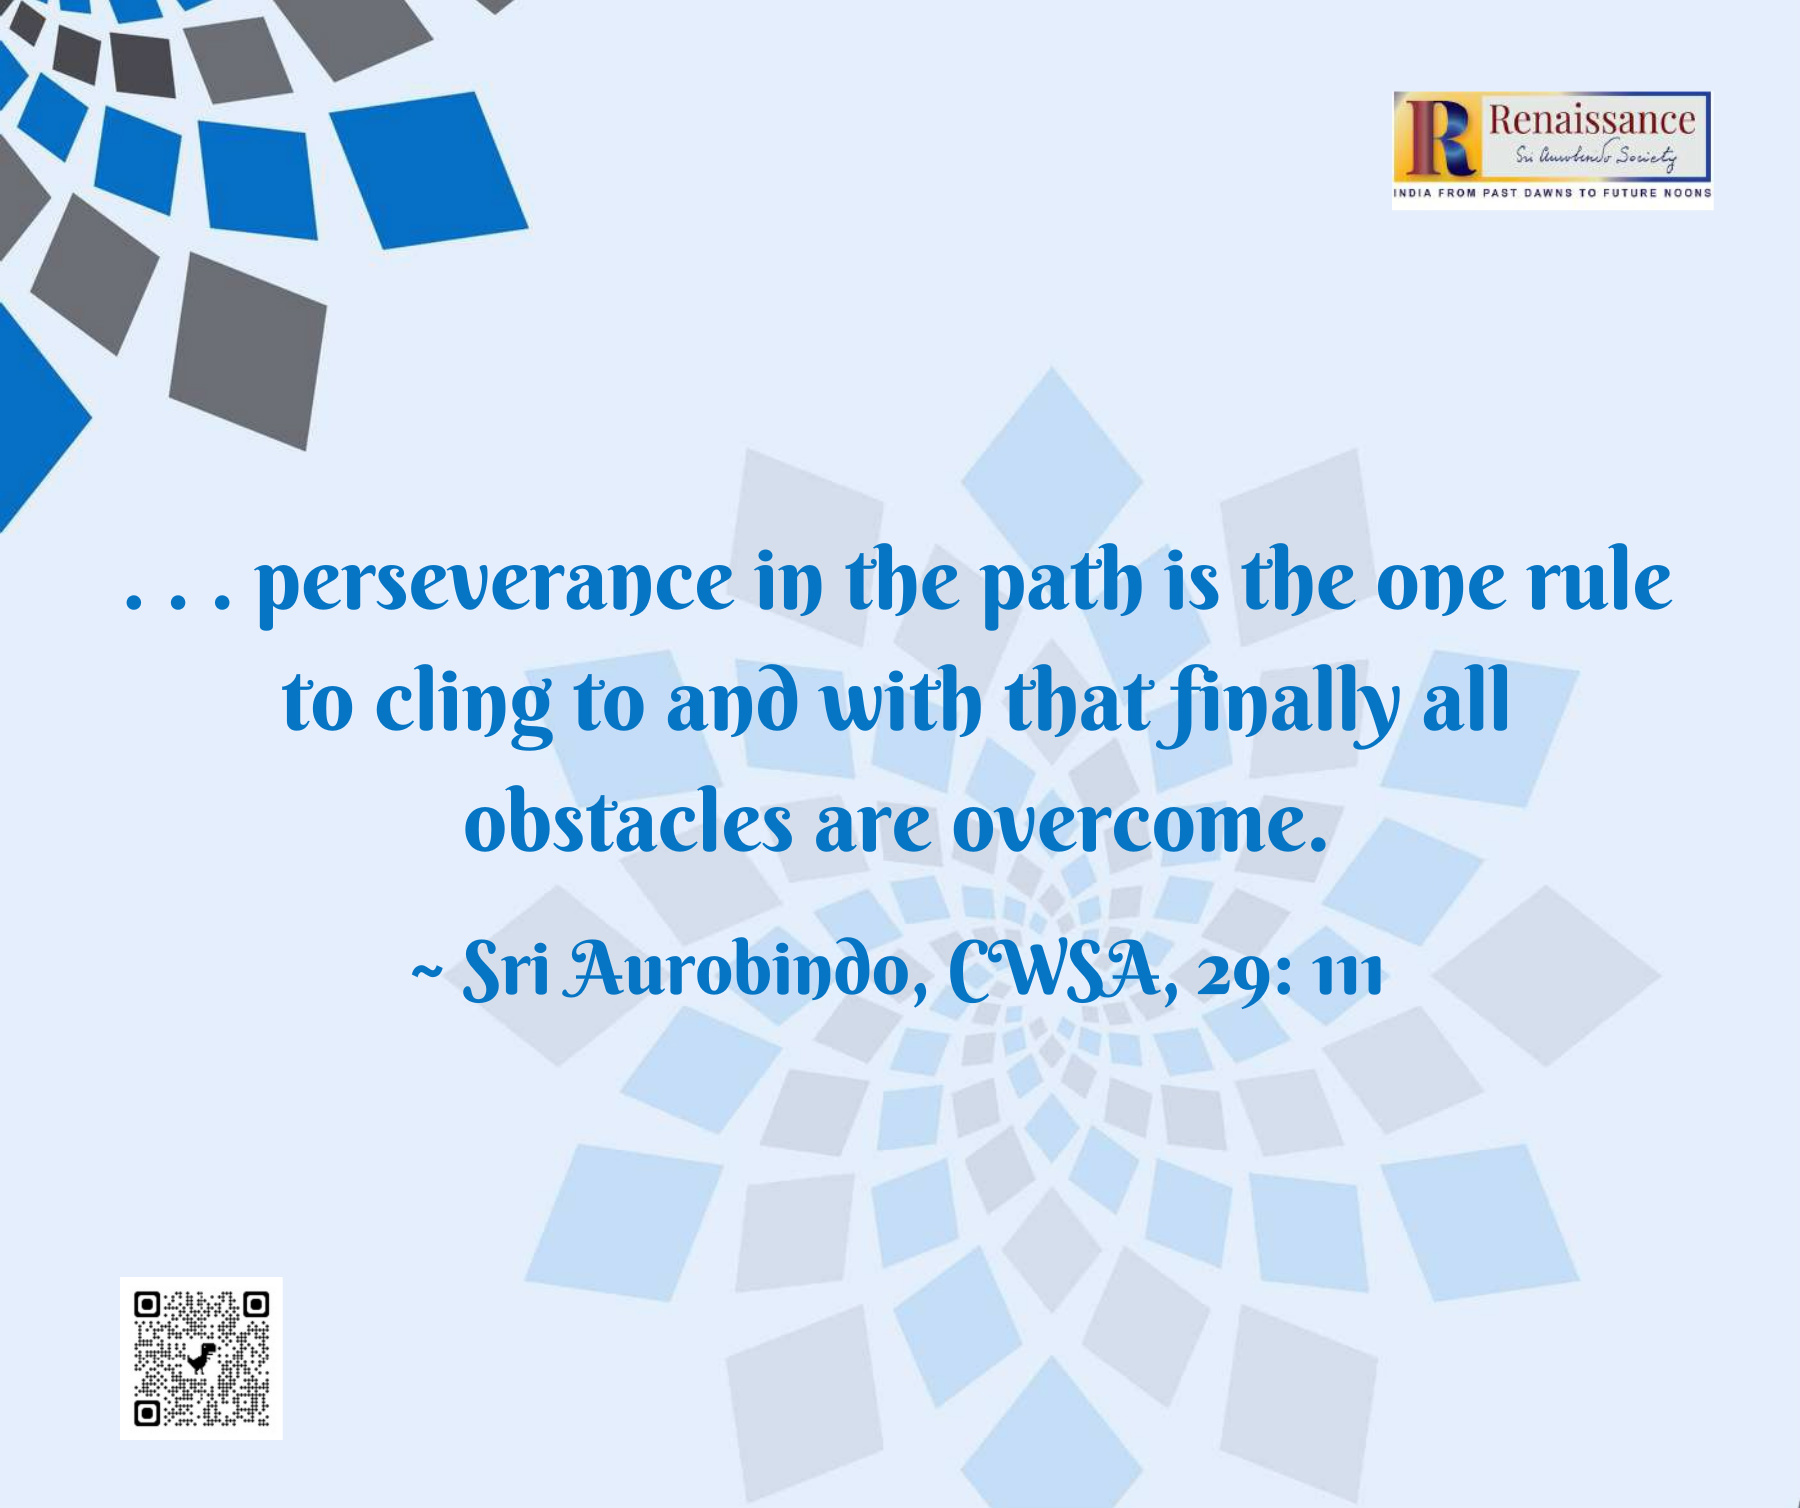 R Renaissance
Sri Aurobindo Society
INDIA FROM PAST DAWNS TO FUTURE NOONS
. . . perseverance in the path is the one rule
to cling to and with that finally all
obstacles are overcome.
~ Sri Aurobindo, CWSA, 29: 111